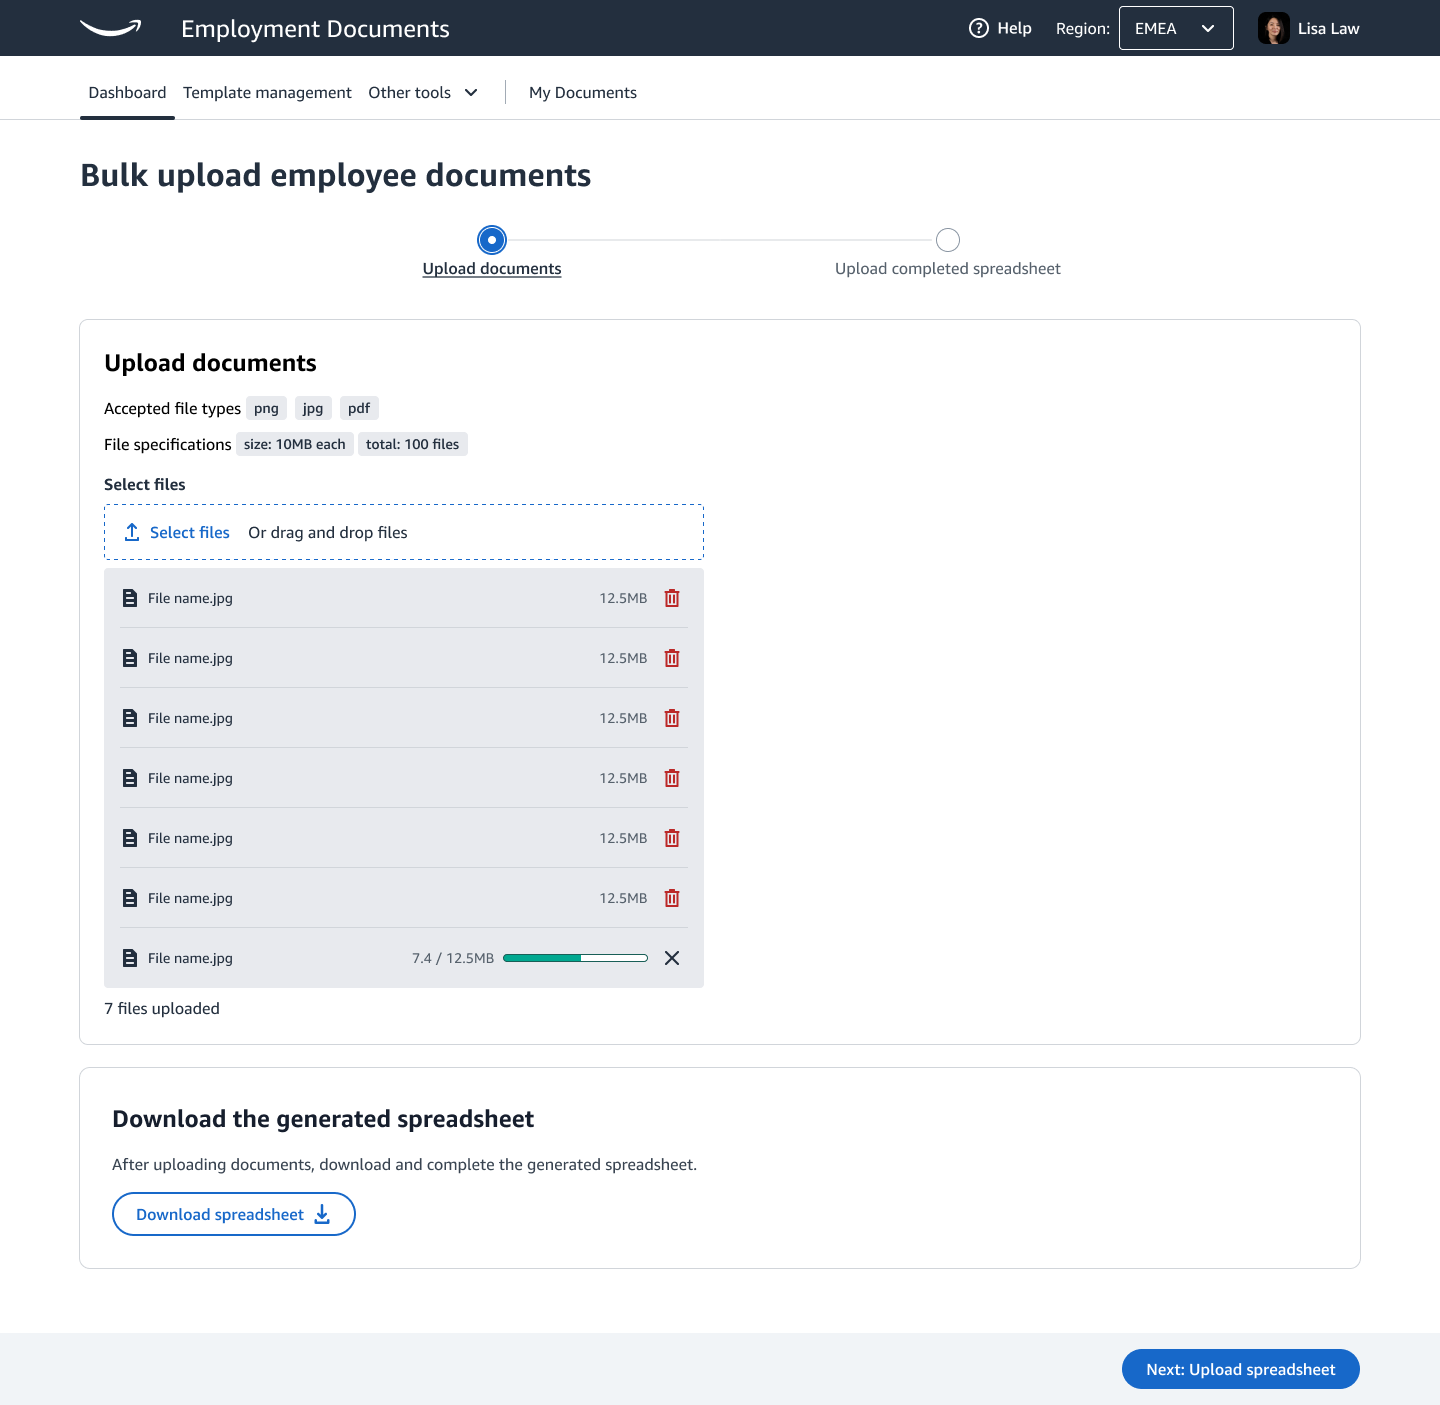 Employment Documents
Help
Region:
EMEA
Lisa Law
Dashboard
Template management
Other tools
My Documents
Bulk upload employee documents
Upload documents
Upload completed spreadsheet
Upload documents
Accepted file types png jpg pdf
File specifications size: 10MB each total: 100 files
Select files
Select files Or drag and drop files
File name.jpg 12.5MB
File name.jpg 12.5MB
File name.jpg 12.5MB
File name.jpg 12.5MB
File name.jpg 12.5MB
File name.jpg 12.5MB
File name.jpg 7.4 / 12.5MB
7 files uploaded
Download the generated spreadsheet
After uploading documents, download and complete the generated spreadsheet.
Download spreadsheet
Next: Upload spreadsheet